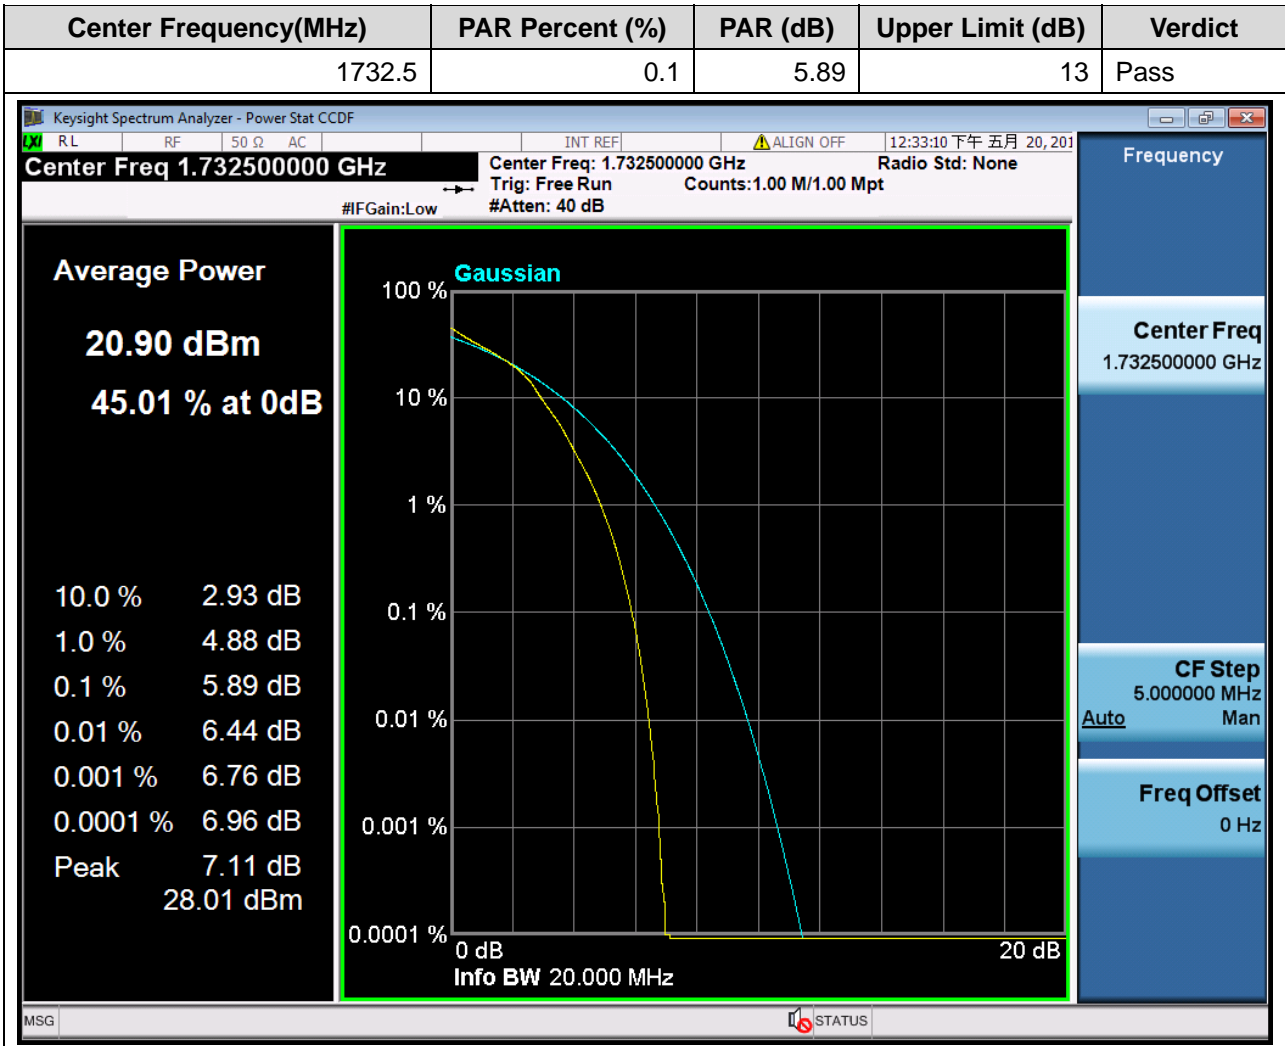 Center Frequency(MHz) PAR Percent (%) PAR (dB) Upper Limit (dB) Verdict
1732.5 0.1 5.89 13 Pass
Keysight Spectrum Analyzer - Power Stat CCDF
LXI RL RF 50 Ω AC INT REF ALIGN OFF 12:33:10 下午 五月 20, 201
Center Freq 1.732500000 GHz
Center Freq: 1.732500000 GHz Radio Std: None
Trig: Free Run Counts:1.00 M/1.00 Mpt
#IFGain:Low #Atten: 40 dB
Average Power
20.90 dBm
45.01 % at 0dB
10.0 % 2.93 dB
1.0 % 4.88 dB
0.1 % 5.89 dB
0.01 % 6.44 dB
0.001 % 6.76 dB
0.0001 % 6.96 dB
Peak 7.11 dB
28.01 dBm
Gaussian
100 %
10 %
1 %
0.1 %
0.01 %
0.001 %
0.0001 %
0 dB 20 dB
Info BW 20.000 MHz
Frequency
Center Freq
1.732500000 GHz
CF Step
5.000000 MHz
Auto Man
Freq Offset
0 Hz
MSG STATUS